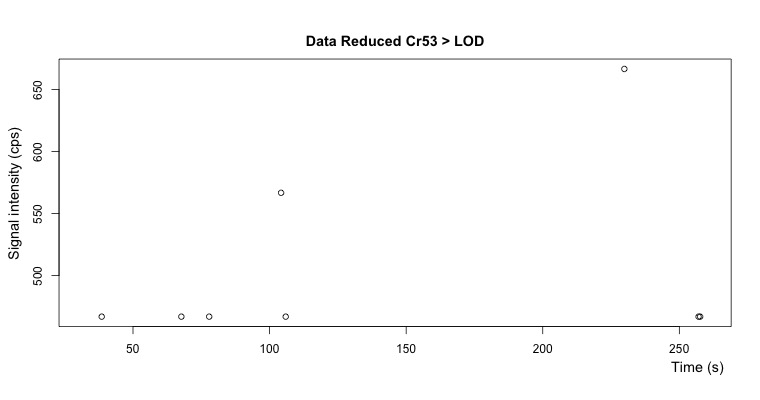 Data Reduced Cr53 > LOD
Signal intensity (cps)
650
600
550
500
50 100 150 200 250
Time (s)